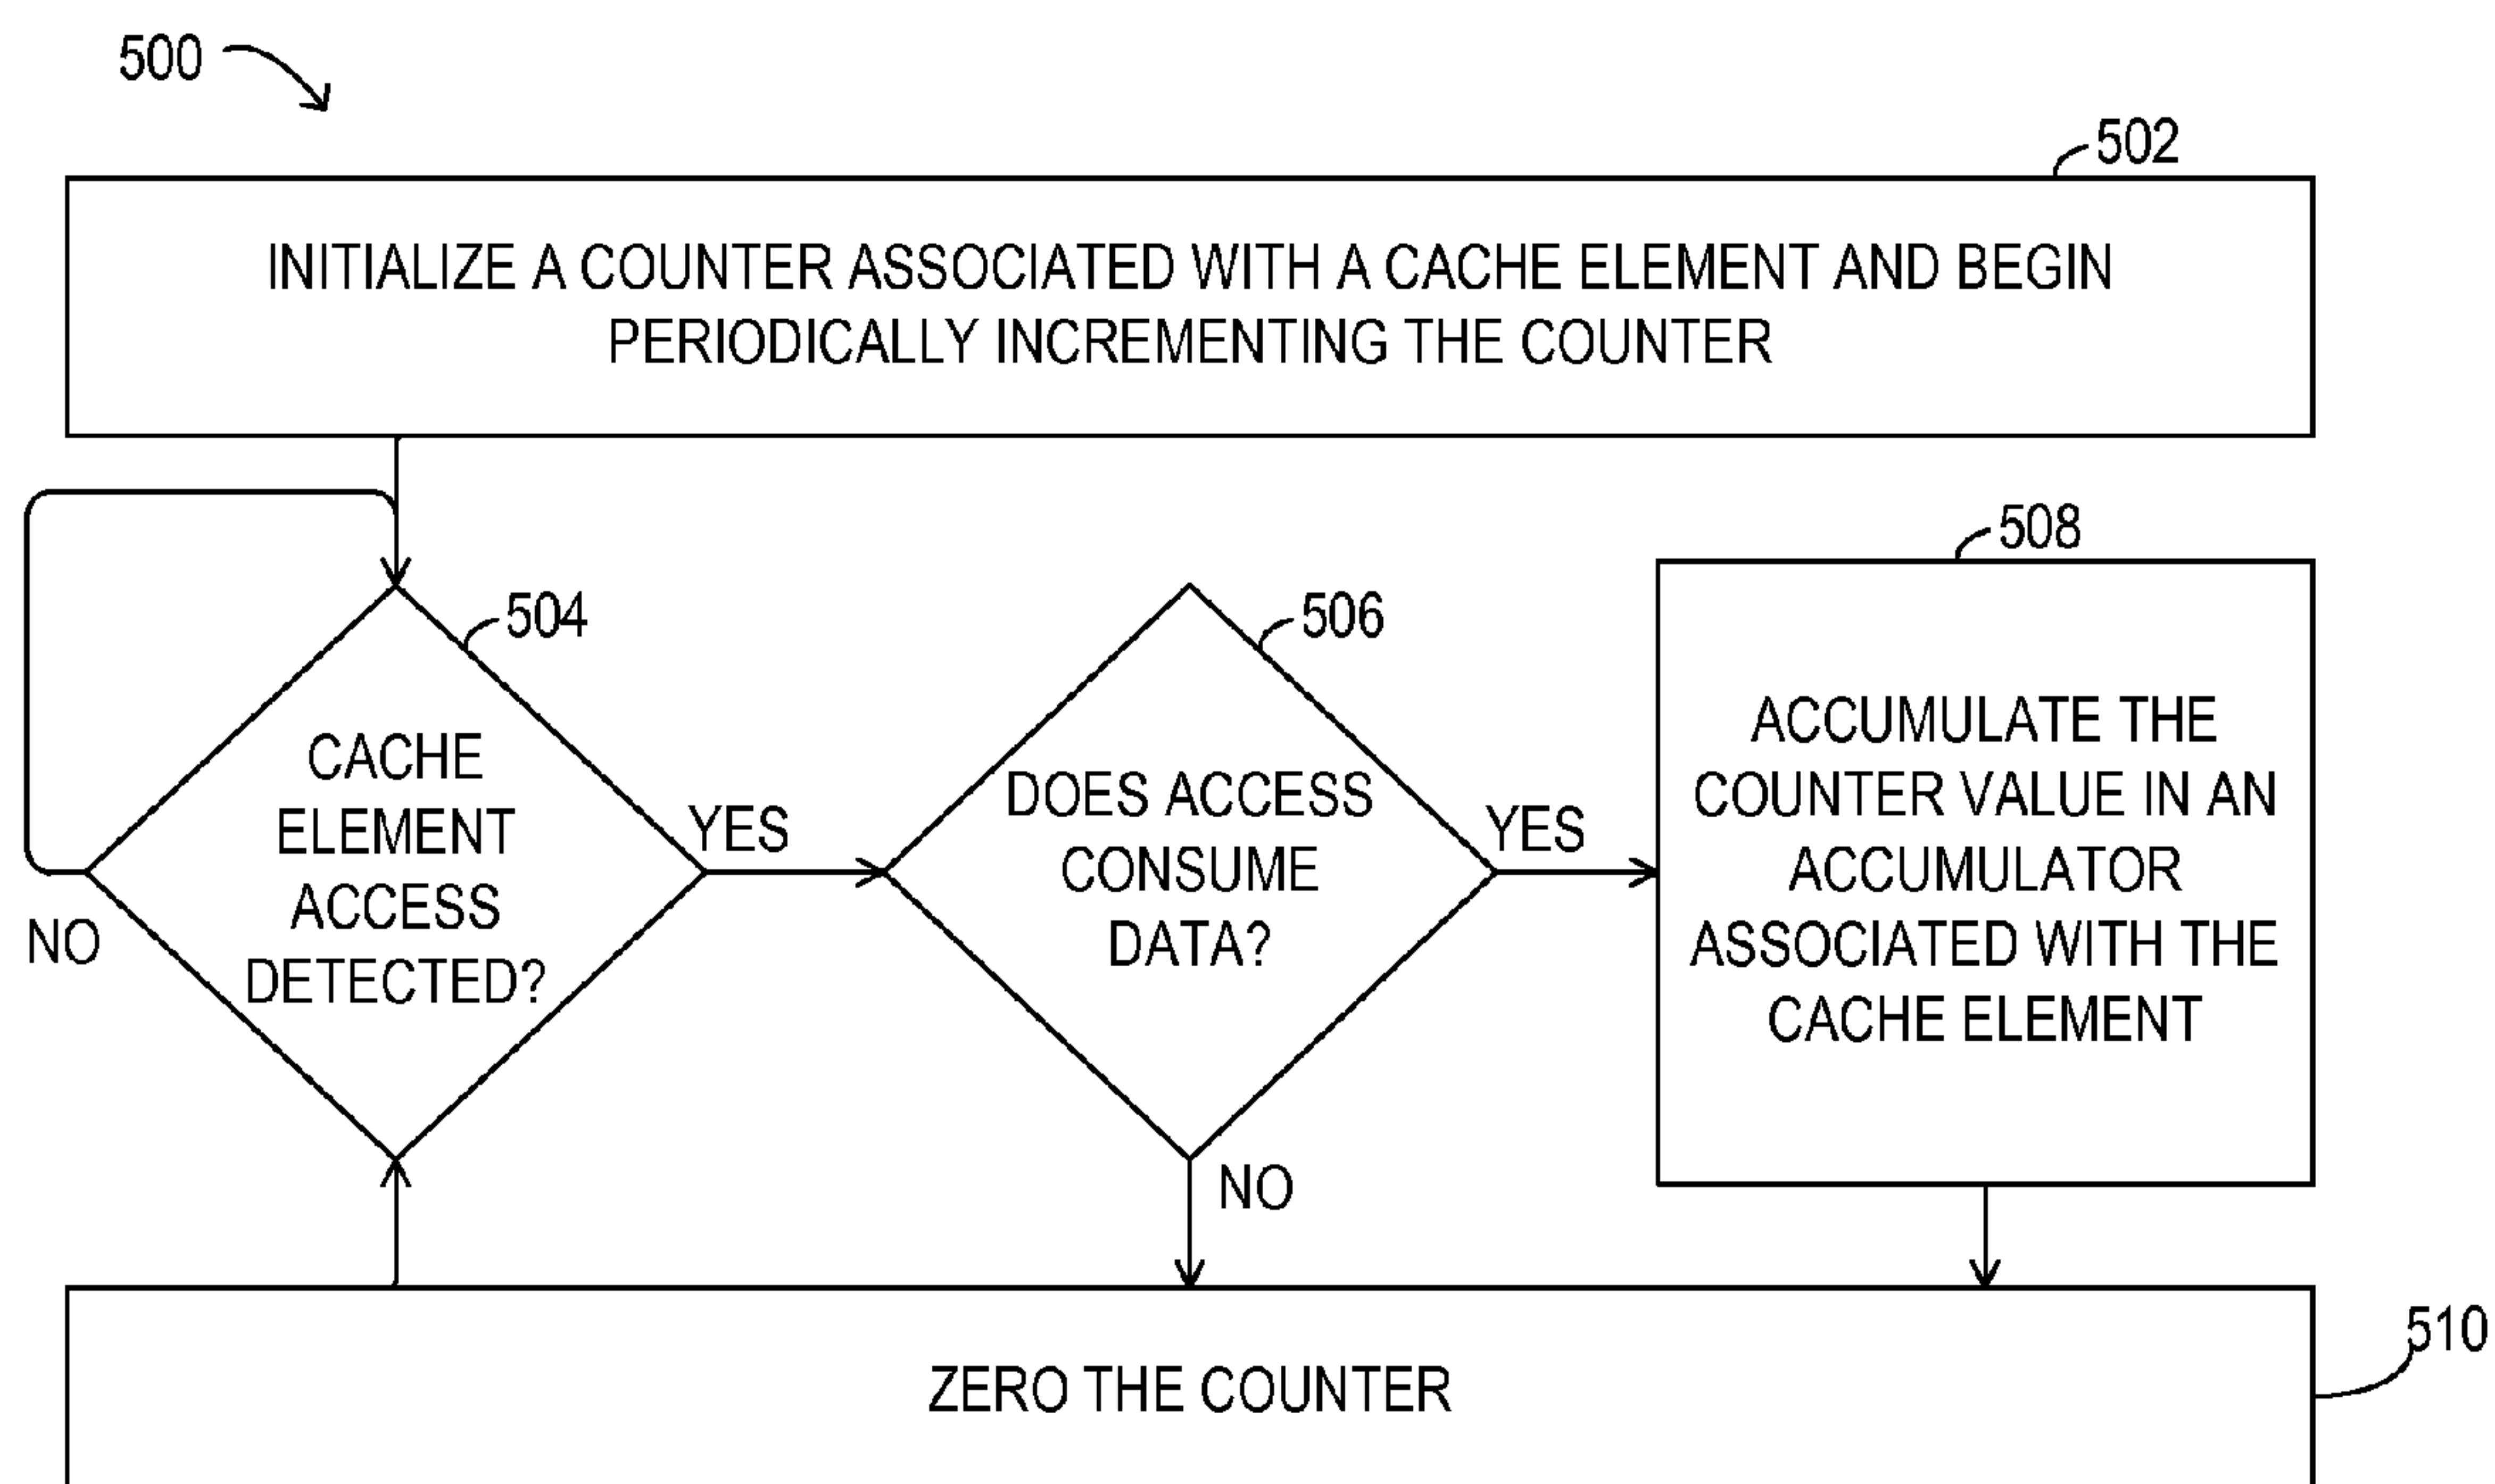 500
502
INITIALIZE A COUNTER ASSOCIATED WITH A CACHE ELEMENT AND BEGIN
PERIODICALLY INCREMENTING THE COUNTER
504
CACHE
ELEMENT
ACCESS
DETECTED?
NO
YES
506
DOES ACCESS
CONSUME
DATA?
YES
NO
508
ACCUMULATE THE
COUNTER VALUE IN AN
ACCUMULATOR
ASSOCIATED WITH THE
CACHE ELEMENT
510
ZERO THE COUNTER